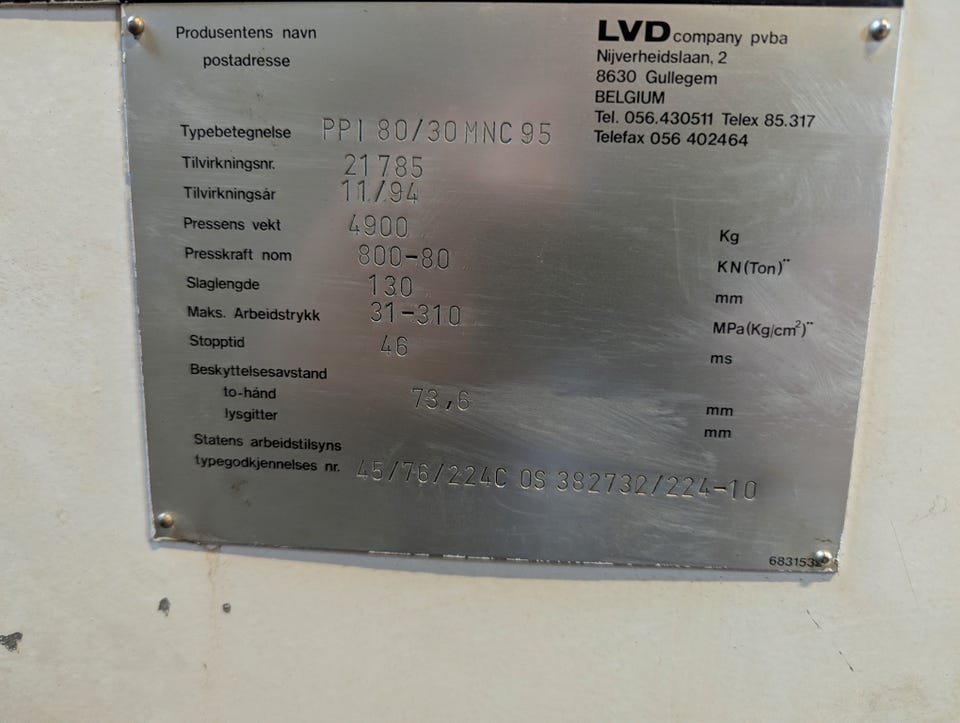 Produsentens navn
postadresse
LVD company pvba
Nijverheidslaan, 2
8630 Gullegem
BELGIUM
Tel. 056.430511 Telex 85.317
Telefax 056 402464
Typebetegnelse PPI 80/30 MNC 95
Tilvirkningsnr. 21785
Tilvirkningsår 11/94
Pressens vekt 4900 Kg
Presskraft nom 800-80 KN(Ton)¨
Slaglengde 130 mm
Maks. Arbeidstrykk 31-310 MPa(Kg/cm²)¨
Stopptid 46 ms
Beskyttelsesavstand
to-hånd 73,6 mm
lysgitter mm
Statens arbeidstilsyns
typegodkjennelses nr. 45/76/224C OS 382732/224-10